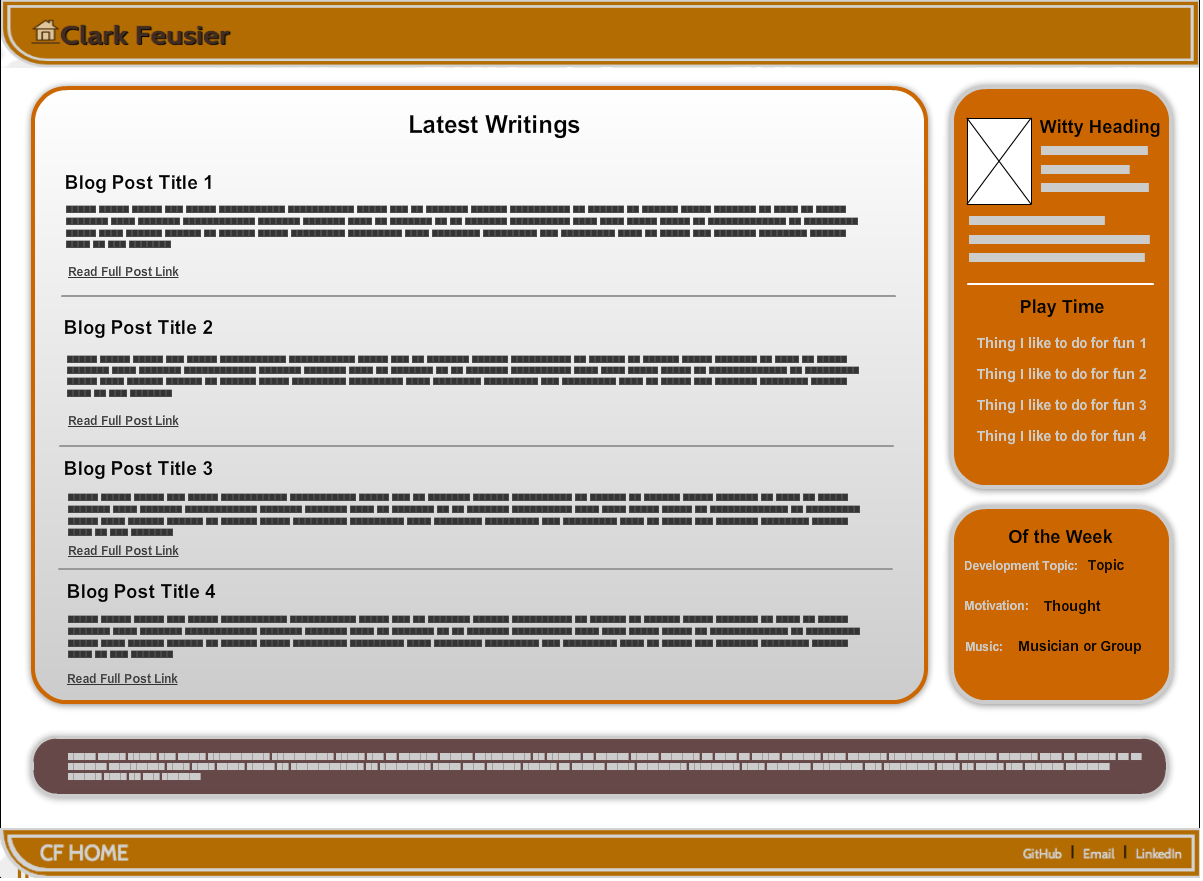 Clark Feusier
Latest Writings
Blog Post Title 1
Read Full Post Link
Blog Post Title 2
Read Full Post Link
Blog Post Title 3
Read Full Post Link
Blog Post Title 4
Read Full Post Link
Witty Heading
Play Time
Thing I like to do for fun 1
Thing I like to do for fun 2
Thing I like to do for fun 3
Thing I like to do for fun 4
Of the Week
Development Topic: Topic
Motivation: Thought
Music: Musician or Group
CF HOME
GitHub | Email | LinkedIn